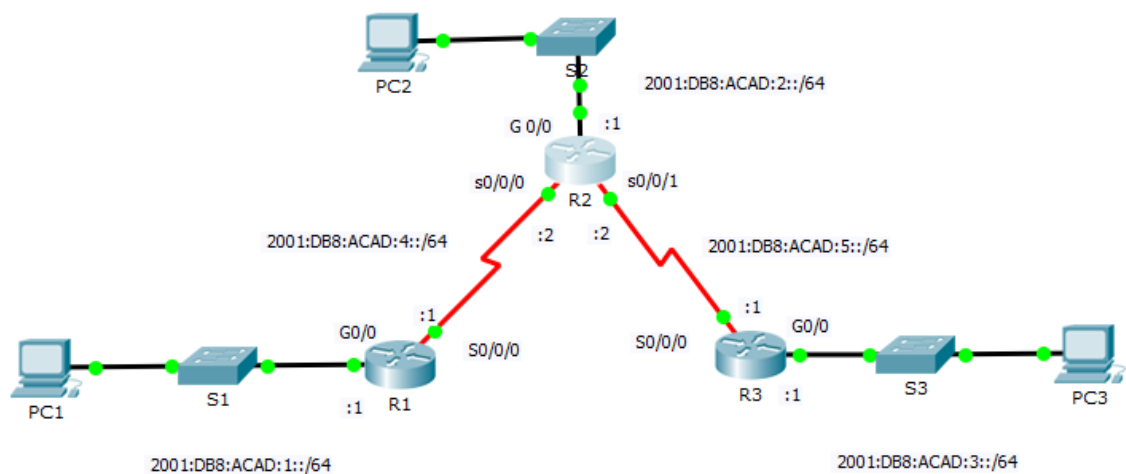 S2
PC2
2001:DB8:ACAD:2::/64
G 0/0
:1
s0/0/0
s0/0/1
R2
:2
:2
2001:DB8:ACAD:4::/64
2001:DB8:ACAD:5::/64
:1
:1
G0/0
S0/0/0
S0/0/0
G0/0
PC1
S1
:1
R1
R3
:1
S3
PC3
2001:DB8:ACAD:1::/64
2001:DB8:ACAD:3::/64